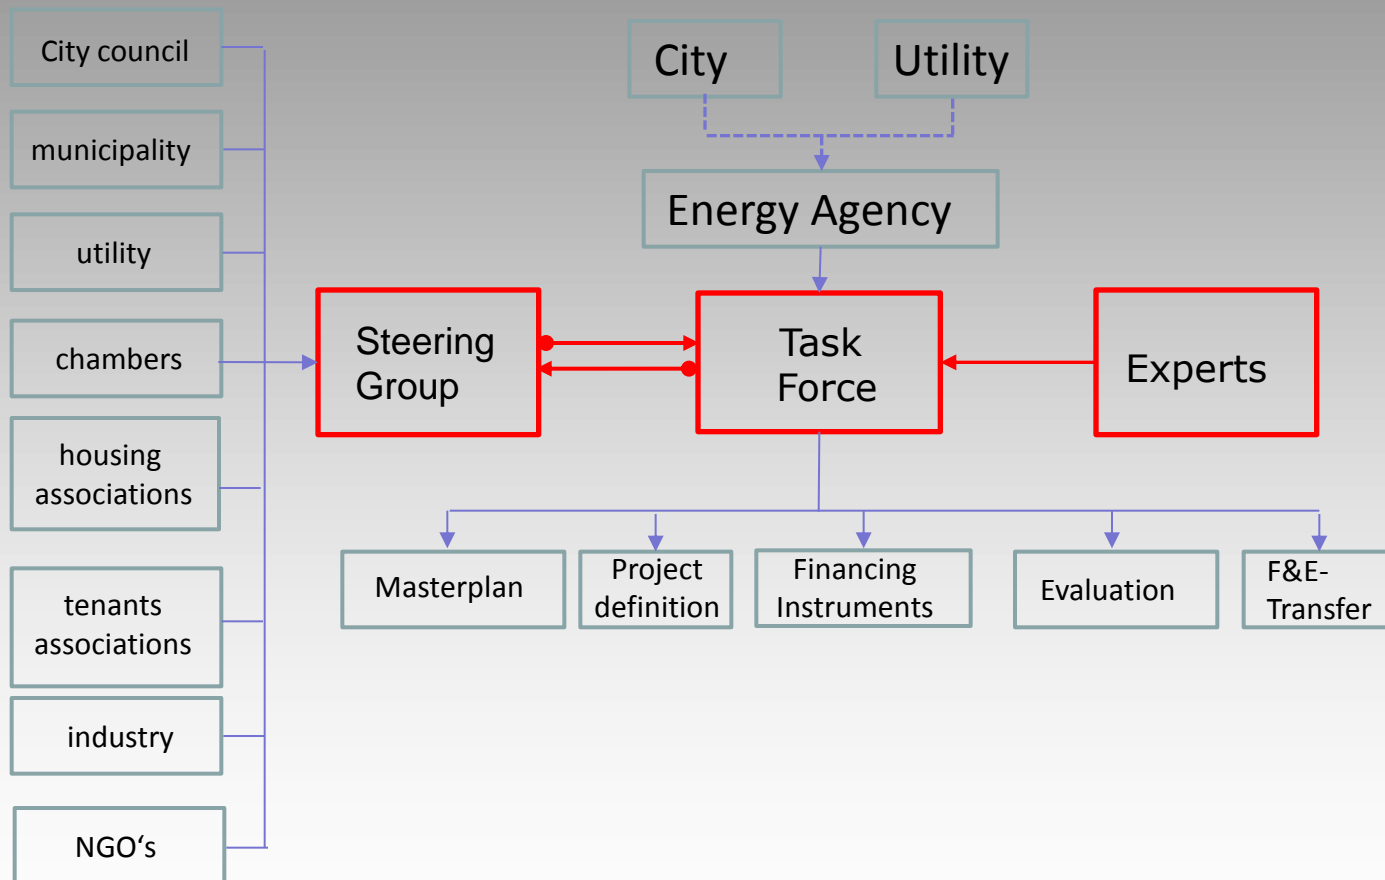 City council
municipality
utility
chambers
housing
associations
tenants
associations
industry
NGO‘s
City
Utility
Energy Agency
Steering
Group
Task
Force
Experts
Masterplan
Project
definition
Financing
Instruments
Evaluation
F&E-
Transfer